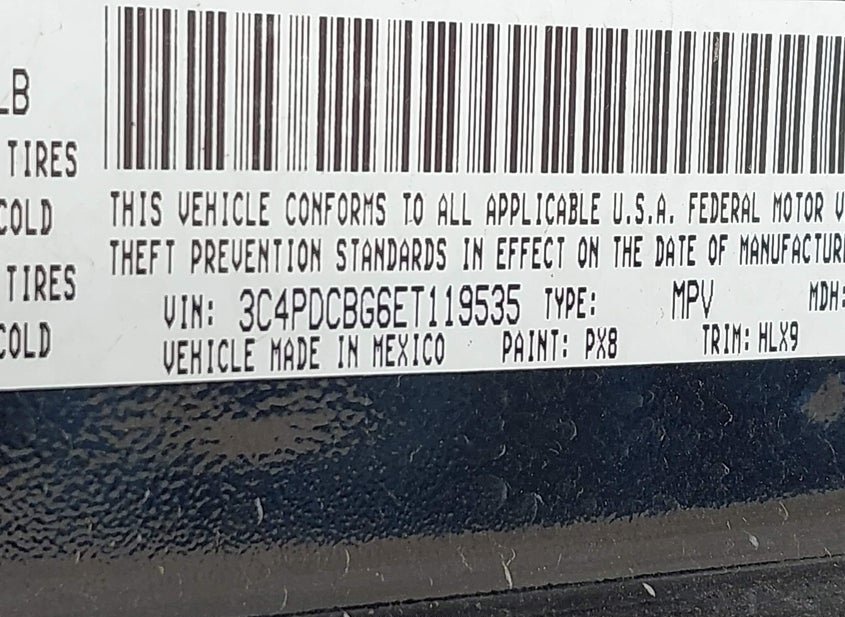 LB
TIRES
COLD
TIRES
COLD
THIS VEHICLE CONFORMS TO ALL APPLICABLE U.S.A. FEDERAL MOTOR V
THEFT PREVENTION STANDARDS IN EFFECT ON THE DATE OF MANUFACTUR
VIN: 3C4PDCBG6ET119535 TYPE: MPV MDH:
VEHICLE MADE IN MEXICO PAINT: PX8 TRIM: HLX9